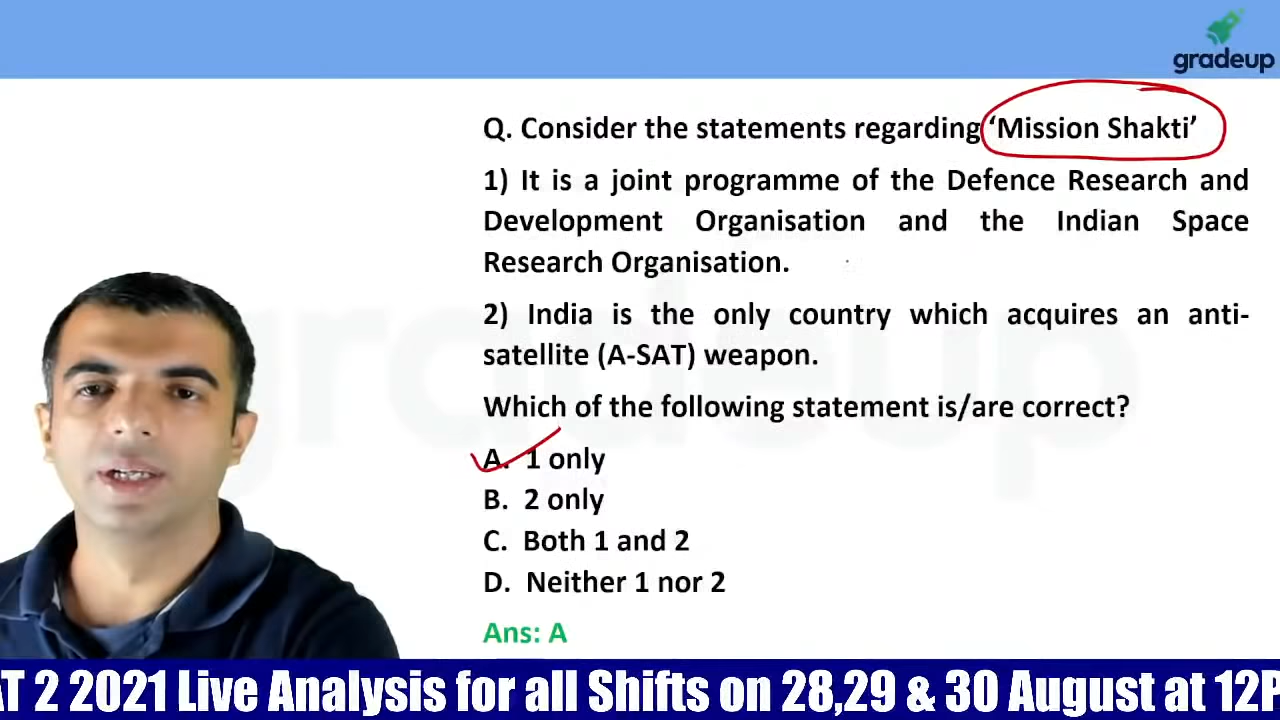 gradeup
Q. Consider the statements regarding ‘Mission Shakti’
1) It is a joint programme of the Defence Research and
Development Organisation and the Indian Space
Research Organisation.
2) India is the only country which acquires an anti-
satellite (A-SAT) weapon.
Which of the following statement is/are correct?
A. 1 only
B. 2 only
C. Both 1 and 2
D. Neither 1 nor 2
Ans: A
AT 2 2021 Live Analysis for all Shifts on 28,29 & 30 August at 12P